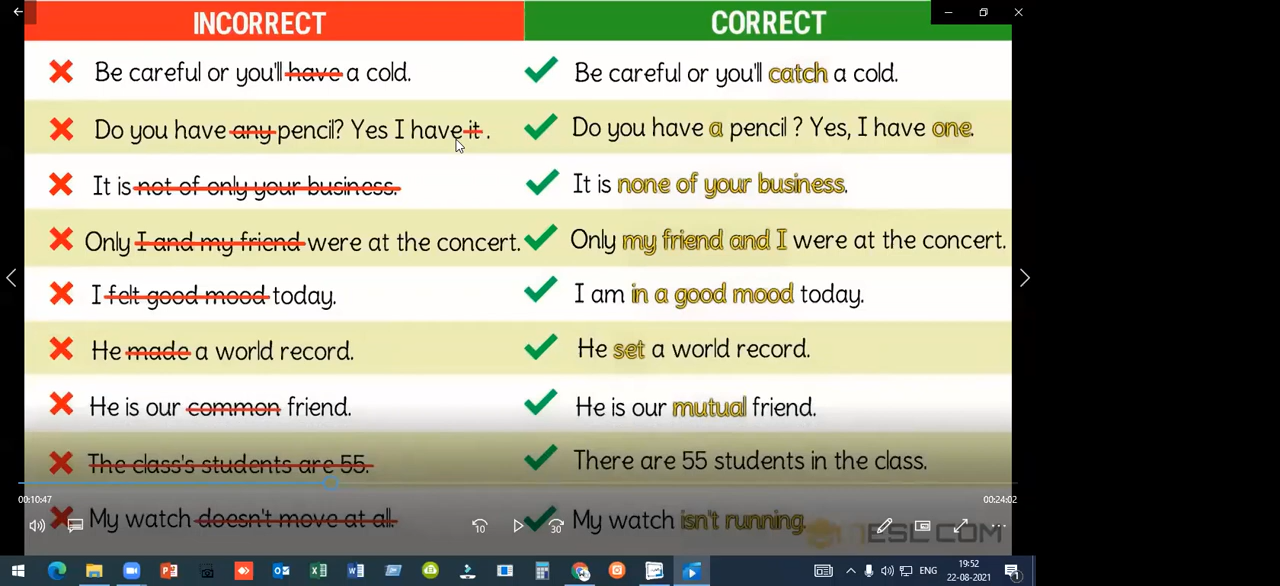 INCORRECT CORRECT
Be careful or you'll have a cold. Be careful or you'll catch a cold.
Do you have any pencil? Yes I have it . Do you have a pencil ? Yes, I have one.
It is not of only your business. It is none of your business.
Only I and my friend were at the concert. Only my friend and I were at the concert.
I felt good mood today. I am in a good mood today.
He made a world record. He set a world record.
He is our common friend. He is our mutual friend.
The class's students are 55. There are 55 students in the class.
00:10:47 00:24:02
My watch doesn't move at all. My watch isn't running.
10 30
ESL.COM
ENG 19:52
22-08-2021 1